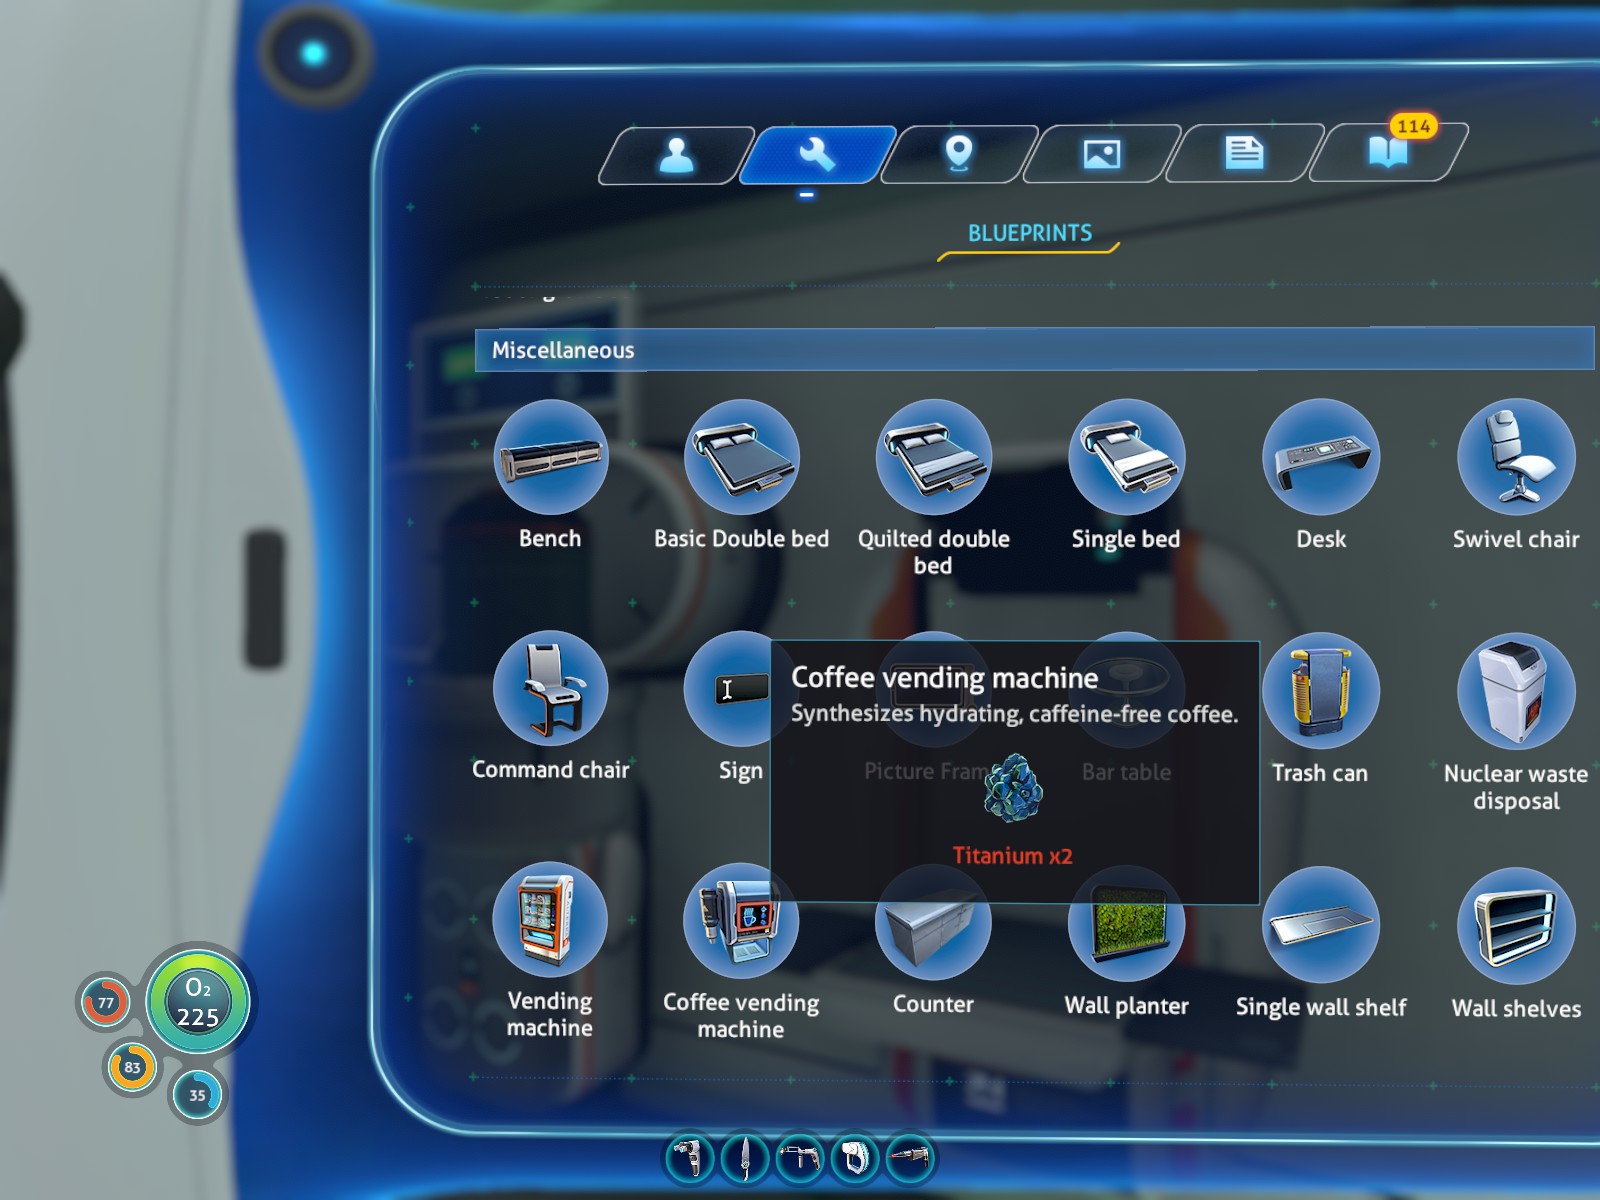 114
BLUEPRINTS
Miscellaneous
Bench
Basic Double bed
Quilted double
bed
Single bed
Desk
Swivel chair
Command chair
Sign
Picture Fram
Bar table
Trash can
Nuclear waste
disposal
Coffee vending machine
Synthesizes hydrating, caffeine-free coffee.
Titanium x2
Vending
machine
Coffee vending
machine
Counter
Wall planter
Single wall shelf
Wall shelves
77
O₂
225
83
35